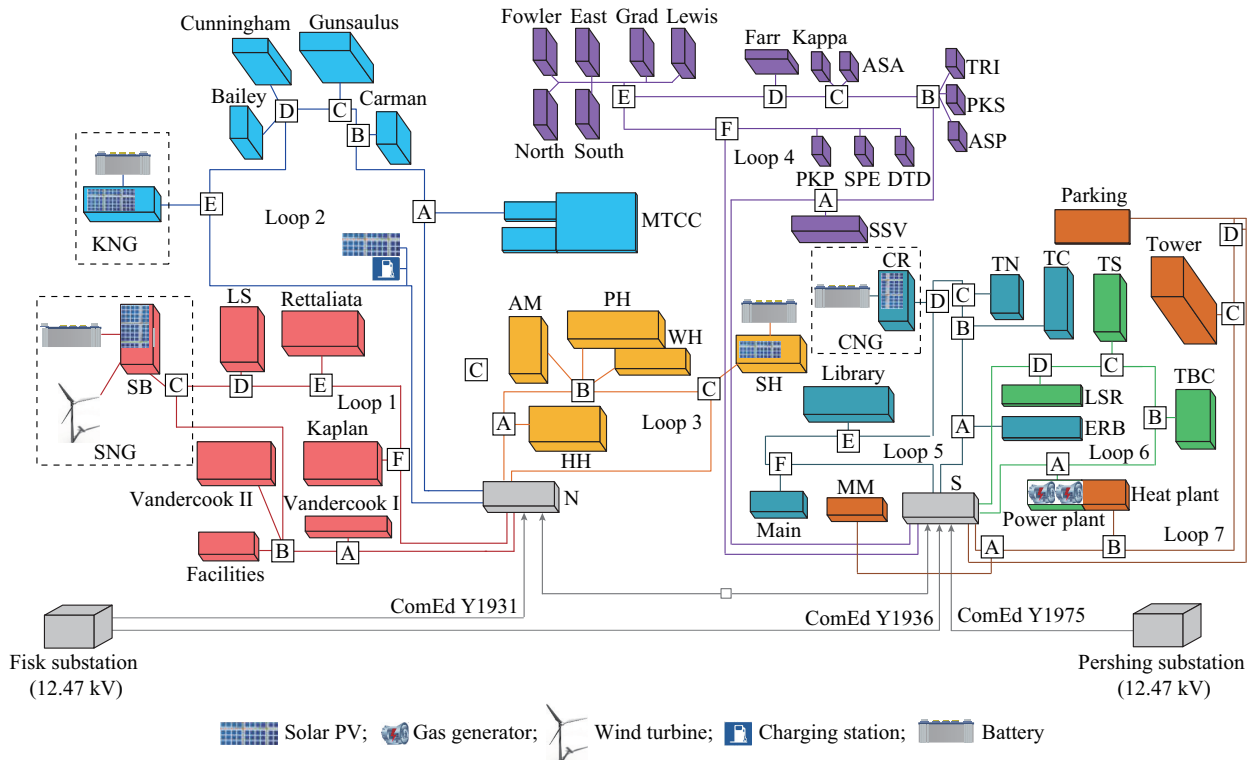 Cunningham
Gunsaulus
Bailey
D
C
Carman
B
KNG
E
Loop 2
A
MTCC
Fowler East Grad Lewis
North South
E
F
Farr Kappa
ASA
D
C
B
TRI
PKS
ASP
Loop 4
PKP SPE DTD
A
SSV
SB
SNG
C
LS
Rettaliata
D
E
Loop 1
Kaplan
F
Vandercook II
Vandercook I
Facilities
B
A
C
AM
PH
WH
B
A
HH
C
SH
Loop 3
N
CR
CNG
D
C
B
TN
TC
Library
E
Loop 5
A
ERB
F
Main
S
TS
D
C
LSR
TBC
B
Loop 6
A
Power plant
Parking
D
Tower
C
Heat plant
B
Loop 7
MM
A
ComEd Y1931
ComEd Y1936
ComEd Y1975
Fisk substation
(12.47 kV)
Pershing substation
(12.47 kV)
Solar PV; Gas generator; Wind turbine; Charging station; Battery